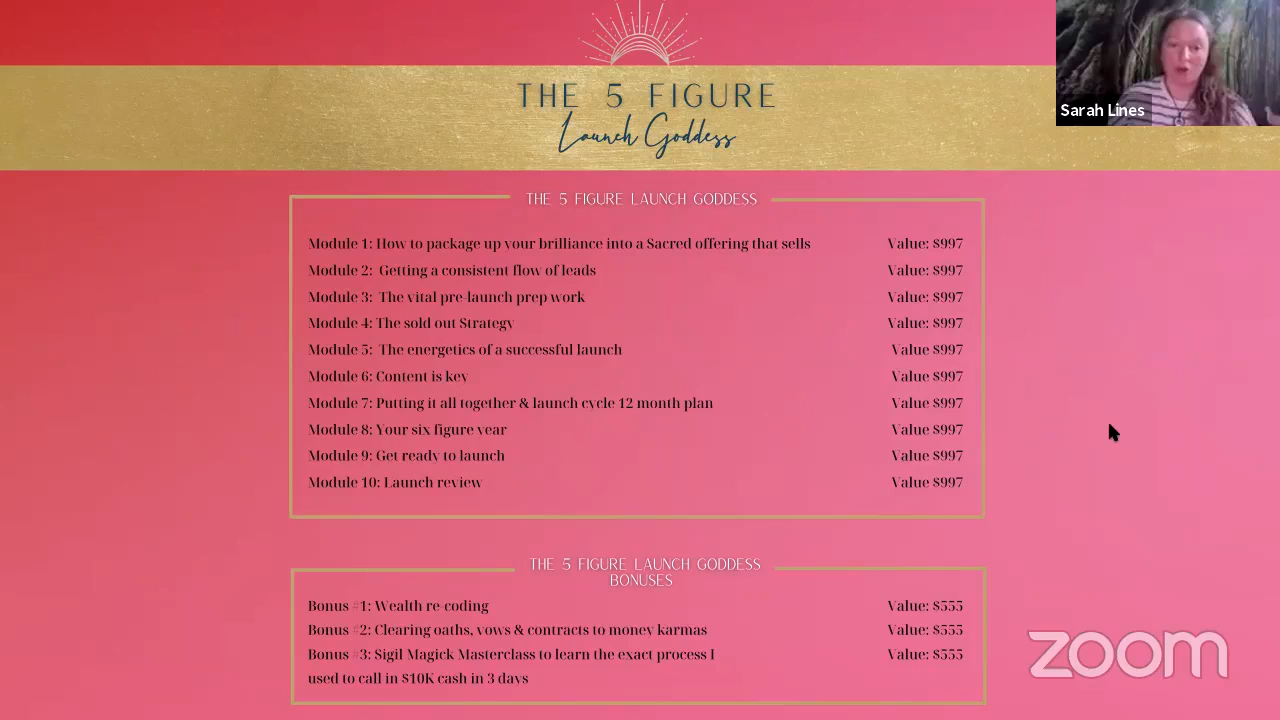 THE 5 FIGURE
Launch Goddess
Sarah Lines
THE 5 FIGURE LAUNCH GODDESS
Module 1: How to package up your brilliance into a Sacred offering that sells Value: $997
Module 2: Getting a consistent flow of leads Value: $997
Module 3: The vital pre-launch prep work Value: $997
Module 4: The sold out Strategy Value: $997
Module 5: The energetics of a successful launch Value $997
Module 6: Content is key Value $997
Module 7: Putting it all together & launch cycle 12 month plan Value $997
Module 8: Your six figure year Value $997
Module 9: Get ready to launch Value $997
Module 10: Launch review Value $997
THE 5 FIGURE LAUNCH GODDESS
BONUSES
Bonus #1: Wealth re-coding Value: $555
Bonus #2: Clearing oaths, vows & contracts to money karmas Value: $555
Bonus #3: Sigil Magick Masterclass to learn the exact process I Value: $555
used to call in $10K cash in 3 days
zoom